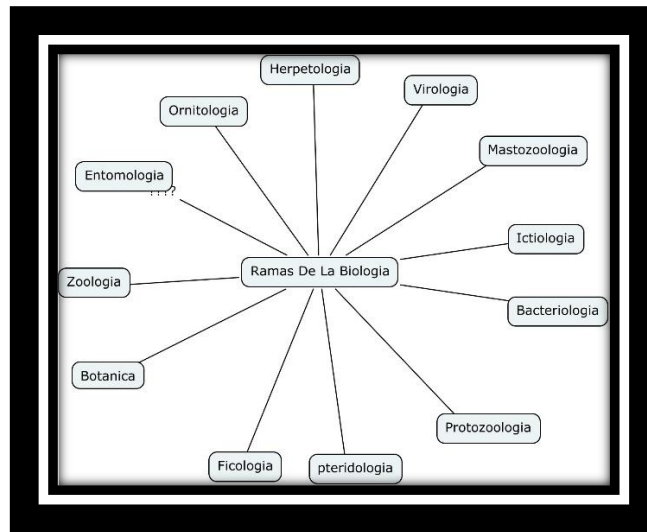 Herpetologia
Virologia
Ornitologia
Mastozoologia
Entomologia
????
Ictiologia
Ramas De La Biologia
Zoologia
Bacteriologia
Botanica
Protozoologia
Ficologia
pteridologia